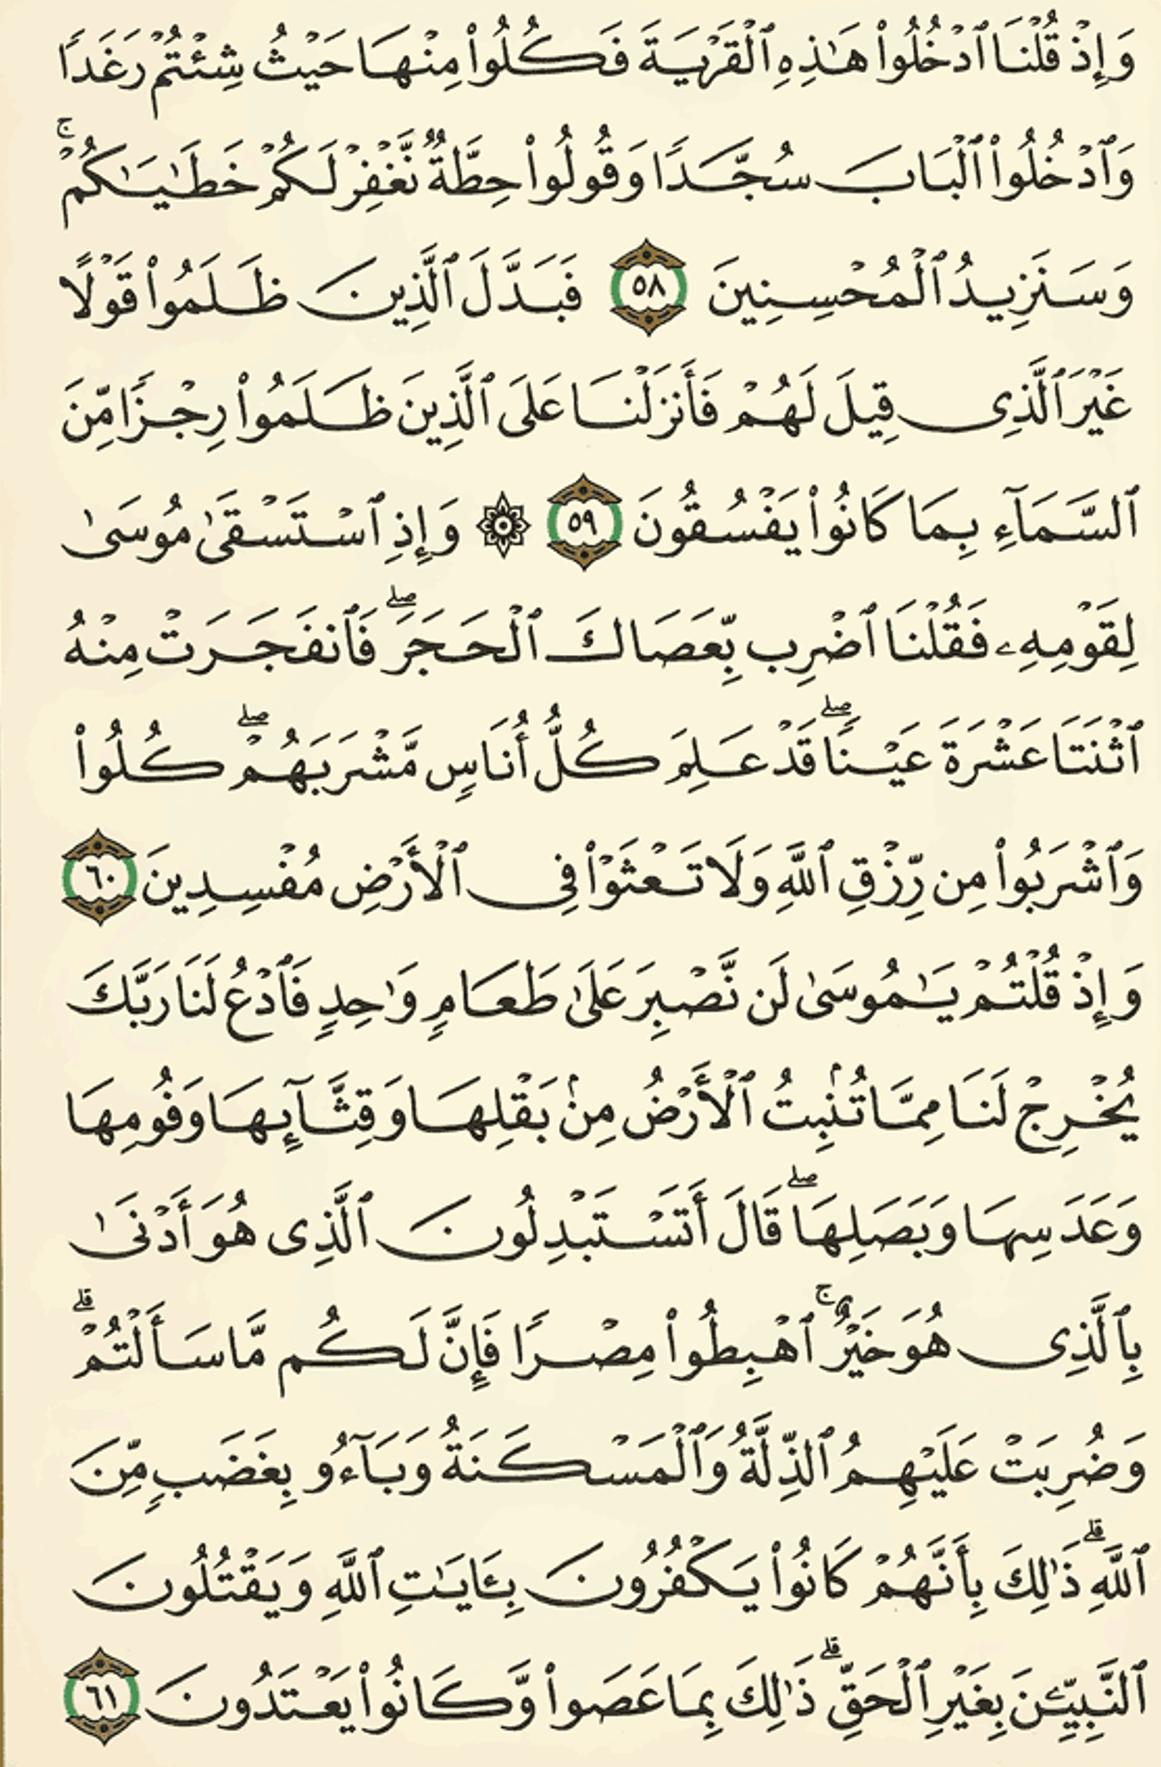 وَإِذْ قُلْنَا ٱدْخُلُوا۟ هَـٰذِهِ ٱلْقَرْيَةَ فَكُلُوا۟ مِنْهَا حَيْثُ شِئْتُمْ رَغَدًا
وَٱدْخُلُوا۟ ٱلْبَابَ سُجَّدًا وَقُولُوا۟ حِطَّةٌ نَّغْفِرْ لَكُمْ خَطَـٰيَـٰكُمْ ۚ
وَسَنَزِيدُ ٱلْمُحْسِنِينَ ٥٨ فَبَدَّلَ ٱلَّذِينَ ظَلَمُوا۟ قَوْلًا
غَيْرَ ٱلَّذِى قِيلَ لَهُمْ فَأَنزَلْنَا عَلَى ٱلَّذِينَ ظَلَمُوا۟ رِجْزًا مِّنَ
ٱلسَّمَآءِ بِمَا كَانُوا۟ يَفْسُقُونَ ٥٩ ۞ وَإِذِ ٱسْتَسْقَىٰ مُوسَىٰ
لِقَوْمِهِۦ فَقُلْنَا ٱضْرِب بِّعَصَاكَ ٱلْحَجَرَ ۖ فَٱنفَجَرَتْ مِنْهُ
ٱثْنَتَا عَشْرَةَ عَيْنًا ۖ قَدْ عَلِمَ كُلُّ أُنَاسٍ مَّشْرَبَهُمْ ۖ كُلُوا۟
وَٱشْرَبُوا۟ مِن رِّزْقِ ٱللَّهِ وَلَا تَعْثَوْا۟ فِى ٱلْأَرْضِ مُفْسِدِينَ ٦٠
وَإِذْ قُلْتُمْ يَـٰمُوسَىٰ لَن نَّصْبِرَ عَلَىٰ طَعَامٍ وَٰحِدٍ فَٱدْعُ لَنَا رَبَّكَ
يُخْرِجْ لَنَا مِمَّا تُنۢبِتُ ٱلْأَرْضُ مِنۢ بَقْلِهَا وَقِثَّآئِهَا وَفُومِهَا
وَعَدَسِهَا وَبَصَلِهَا ۖ قَالَ أَتَسْتَبْدِلُونَ ٱلَّذِى هُوَ أَدْنَىٰ
بِٱلَّذِى هُوَ خَيْرٌ ۚ ٱهْبِطُوا۟ مِصْرًا فَإِنَّ لَكُم مَّا سَأَلْتُمْ ۗ
وَضُرِبَتْ عَلَيْهِمُ ٱلذِّلَّةُ وَٱلْمَسْكَنَةُ وَبَآءُو بِغَضَبٍ مِّنَ
ٱللَّهِ ۗ ذَٰلِكَ بِأَنَّهُمْ كَانُوا۟ يَكْفُرُونَ بِـَٔايَـٰتِ ٱللَّهِ وَيَقْتُلُونَ
ٱلنَّبِيِّـۧنَ بِغَيْرِ ٱلْحَقِّ ۗ ذَٰلِكَ بِمَا عَصَوا۟ وَّكَانُوا۟ يَعْتَدُونَ ٦١